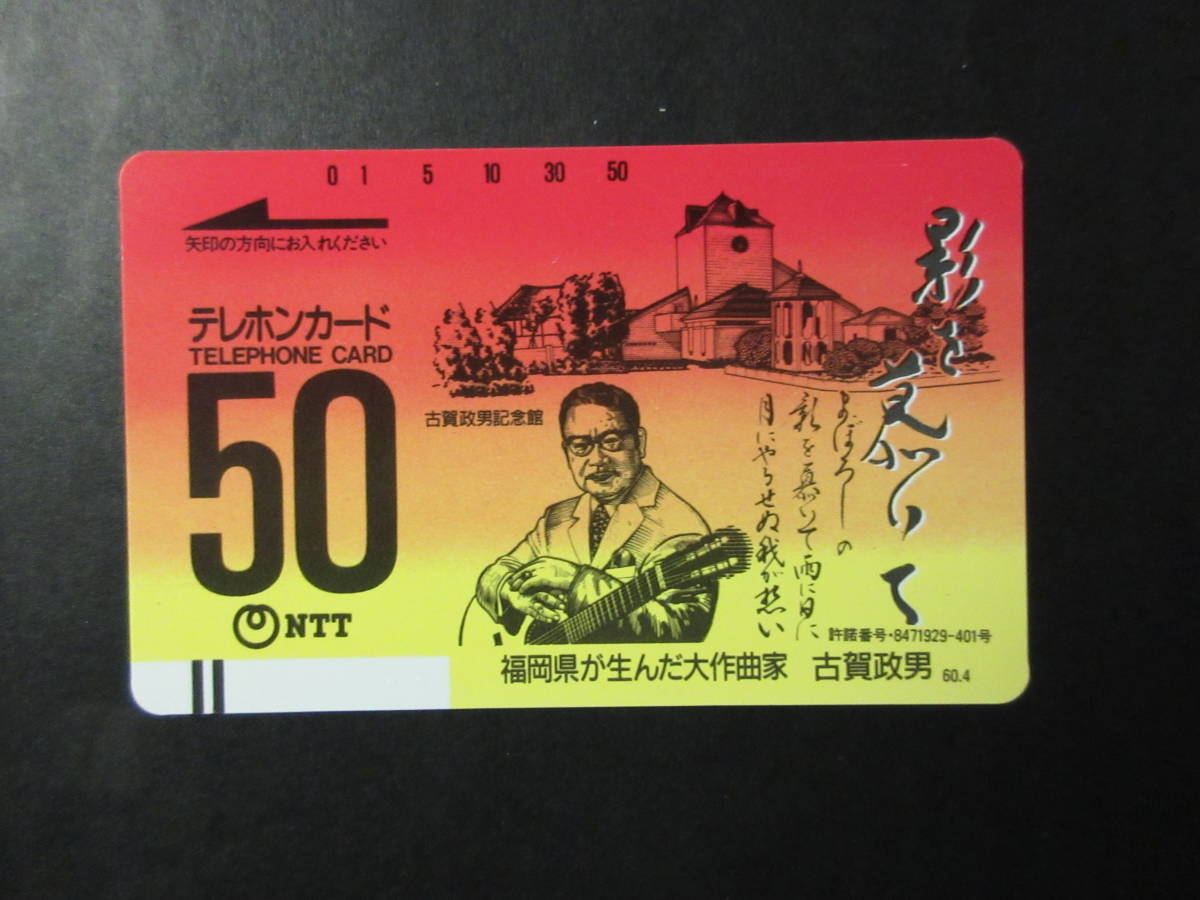 0 1 5 10 30 50
矢印の方向にお入れください
テレホンカード
TELEPHONE CARD
50
NTT
古賀政男記念館
影を慕いて
まぼろしの
影を慕いて雨に日に
月にやるせぬ我が想い
許諾番号・8471929-401号
福岡県が生んだ大作曲家 古賀政男 60.4